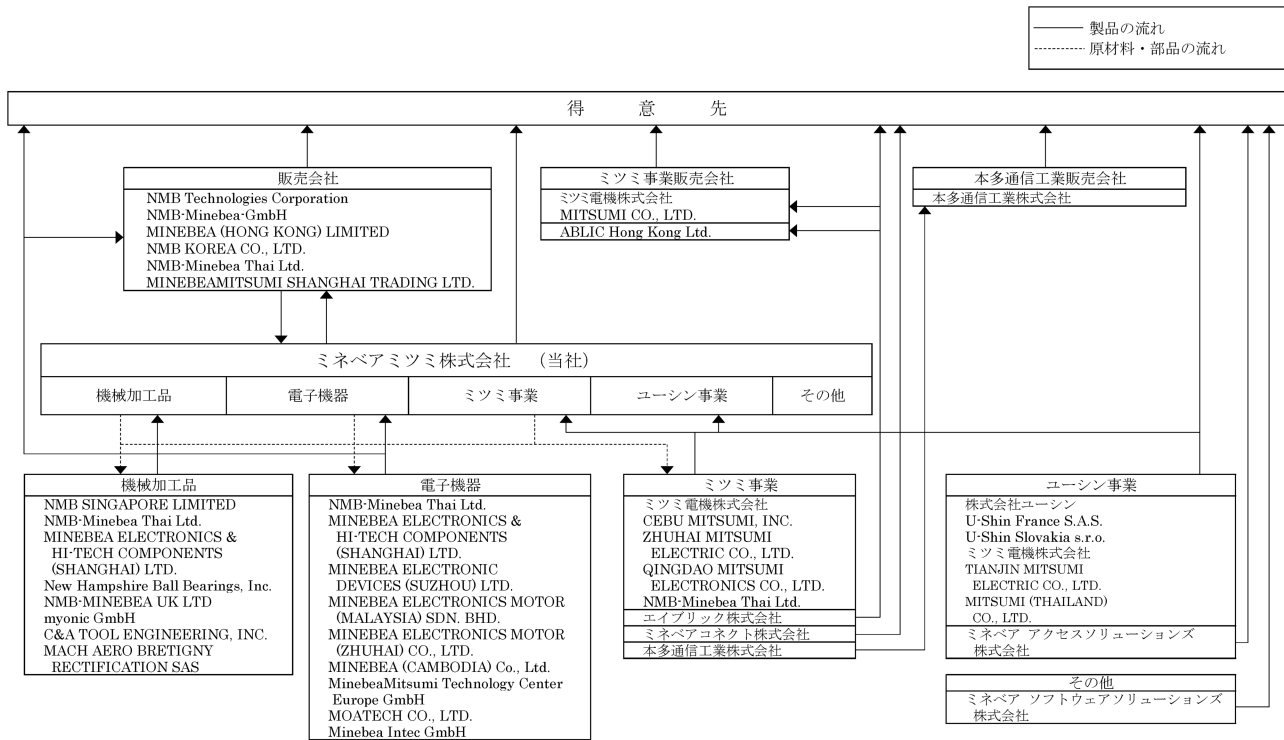 製品の流れ
原材料・部品の流れ
得意先
販売会社
NMB Technologies Corporation
NMB-Minebea-GmbH
MINEBEA (HONG KONG) LIMITED
NMB KOREA CO., LTD.
NMB-Minebea Thai Ltd.
MINEBEAMITSUMI SHANGHAI TRADING LTD.
ミツミ事業販売会社
ミツミ電機株式会社
MITSUMI CO., LTD.
ABLIC Hong Kong Ltd.
本多通信工業販売会社
本多通信工業株式会社
ミネベアミツミ株式会社 (当社)
機械加工品
電子機器
ミツミ事業
ユーシン事業
その他
機械加工品
NMB SINGAPORE LIMITED
NMB-Minebea Thai Ltd.
MINEBEA ELECTRONICS &
HI-TECH COMPONENTS
(SHANGHAI) LTD.
New Hampshire Ball Bearings, Inc.
NMB-MINEBEA UK LTD
myonic GmbH
C&A TOOL ENGINEERING, INC.
MACH AERO BRETIGNY
RECTIFICATION SAS
電子機器
NMB-Minebea Thai Ltd.
MINEBEA ELECTRONICS &
HI-TECH COMPONENTS
(SHANGHAI) LTD.
MINEBEA ELECTRONIC
DEVICES (SUZHOU) LTD.
MINEBEA ELECTRONICS MOTOR
(MALAYSIA) SDN. BHD.
MINEBEA ELECTRONICS MOTOR
(ZHUHAI) CO., LTD.
MINEBEA (CAMBODIA) Co., Ltd.
MinebeaMitsumi Technology Center
Europe GmbH
MOATECH CO., LTD.
Minebea Intec GmbH
ミツミ事業
ミツミ電機株式会社
CEBU MITSUMI, INC.
ZHUHAI MITSUMI
ELECTRIC CO., LTD.
QINGDAO MITSUMI
ELECTRONICS CO., LTD.
NMB-Minebea Thai Ltd.
エイブリック株式会社
ミネベアコネクト株式会社
本多通信工業株式会社
ユーシン事業
株式会社ユーシン
U-Shin France S.A.S.
U-Shin Slovakia s.r.o.
ミツミ電機株式会社
TIANJIN MITSUMI
ELECTRIC CO., LTD.
MITSUMI (THAILAND)
CO., LTD.
ミネベア アクセスソリューションズ
株式会社
その他
ミネベア ソフトウェアソリューションズ
株式会社